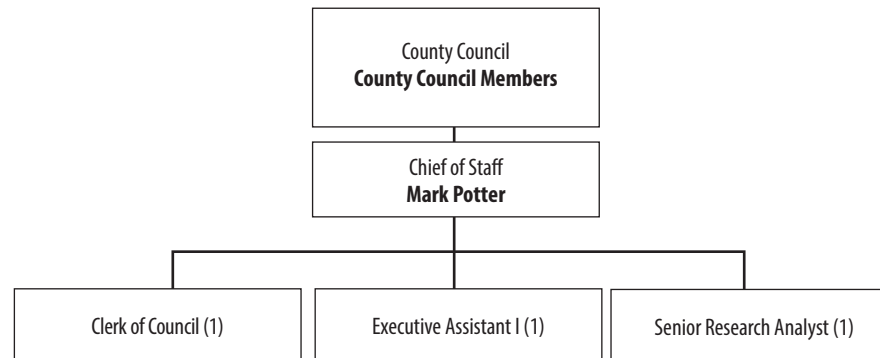 County Council
County Council Members
Chief of Staff
Mark Potter
Clerk of Council (1)
Executive Assistant I (1)
Senior Research Analyst (1)